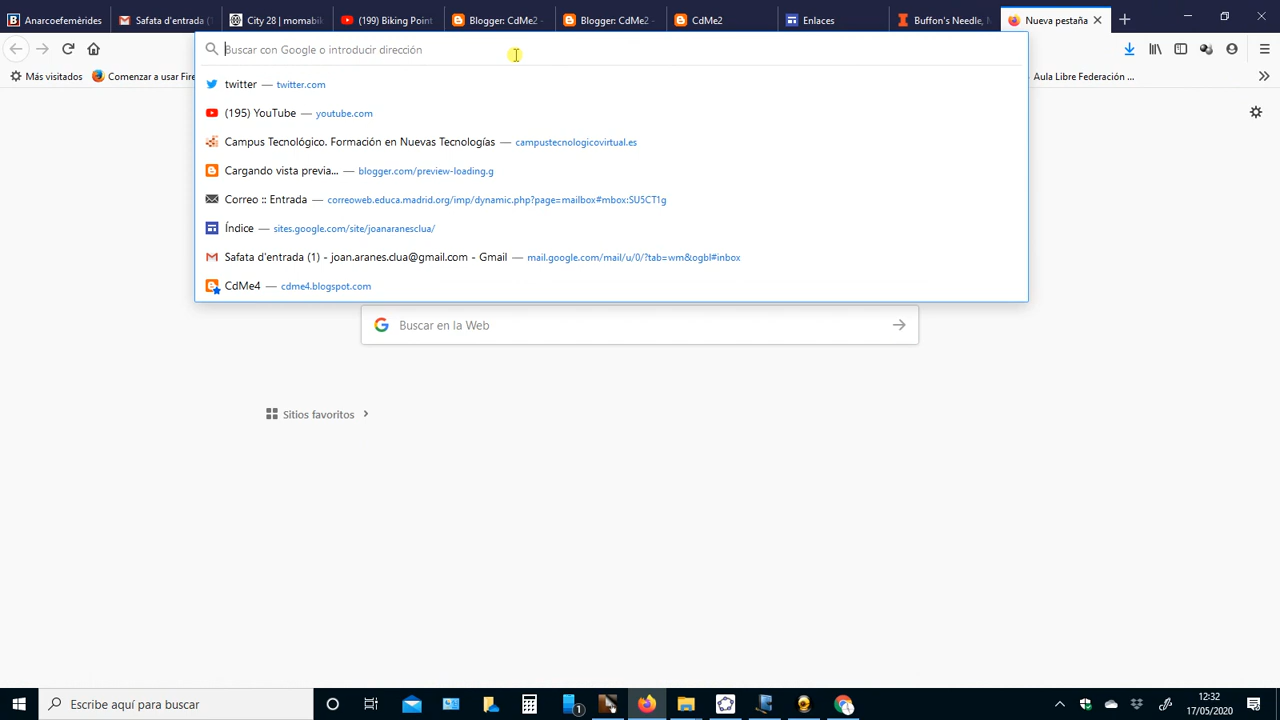 Anarcoefemèrides
Safata d'entrada (1
City 28 | morrabik
(199) Biking Point
Blogger: CdMe2 -
Blogger: CdMe2 -
CdMe2
Enlaces
Buffon's Needle,
Nueva pestaña
Buscar con Google o introducir dirección
Más visitados
Comenzar a usar Fire
Aula Libre Federación ...
twitter — twitter.com
(195) YouTube — youtube.com
Campus Tecnológico. Formación en Nuevas Tecnologías — campustecnologicovirtual.es
Cargando vista previa... — blogger.com/preview-loading.g
Correo :: Entrada — correoweb.educa.madrid.org/imp/dynamic.php?page=mailbox#mbox:SU5CT1g
Índice — sites.google.com/site/joanaranesclua/
Safata d'entrada (1) - joan.aranes.clua@gmail.com - Gmail — mail.google.com/mail/u/0/?tab=wm&ogbl#inbox
CdMe4 — cdme4.blogspot.com
Buscar en la Web
Sitios favoritos
Escribe aquí para buscar
1
12:32
17/05/2020